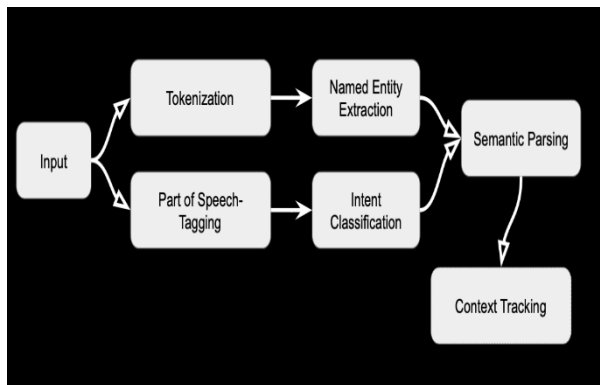 Input
Tokenization
Named Entity
Extraction
Part of Speech-
Tagging
Intent
Classification
Semantic Parsing
Context Tracking